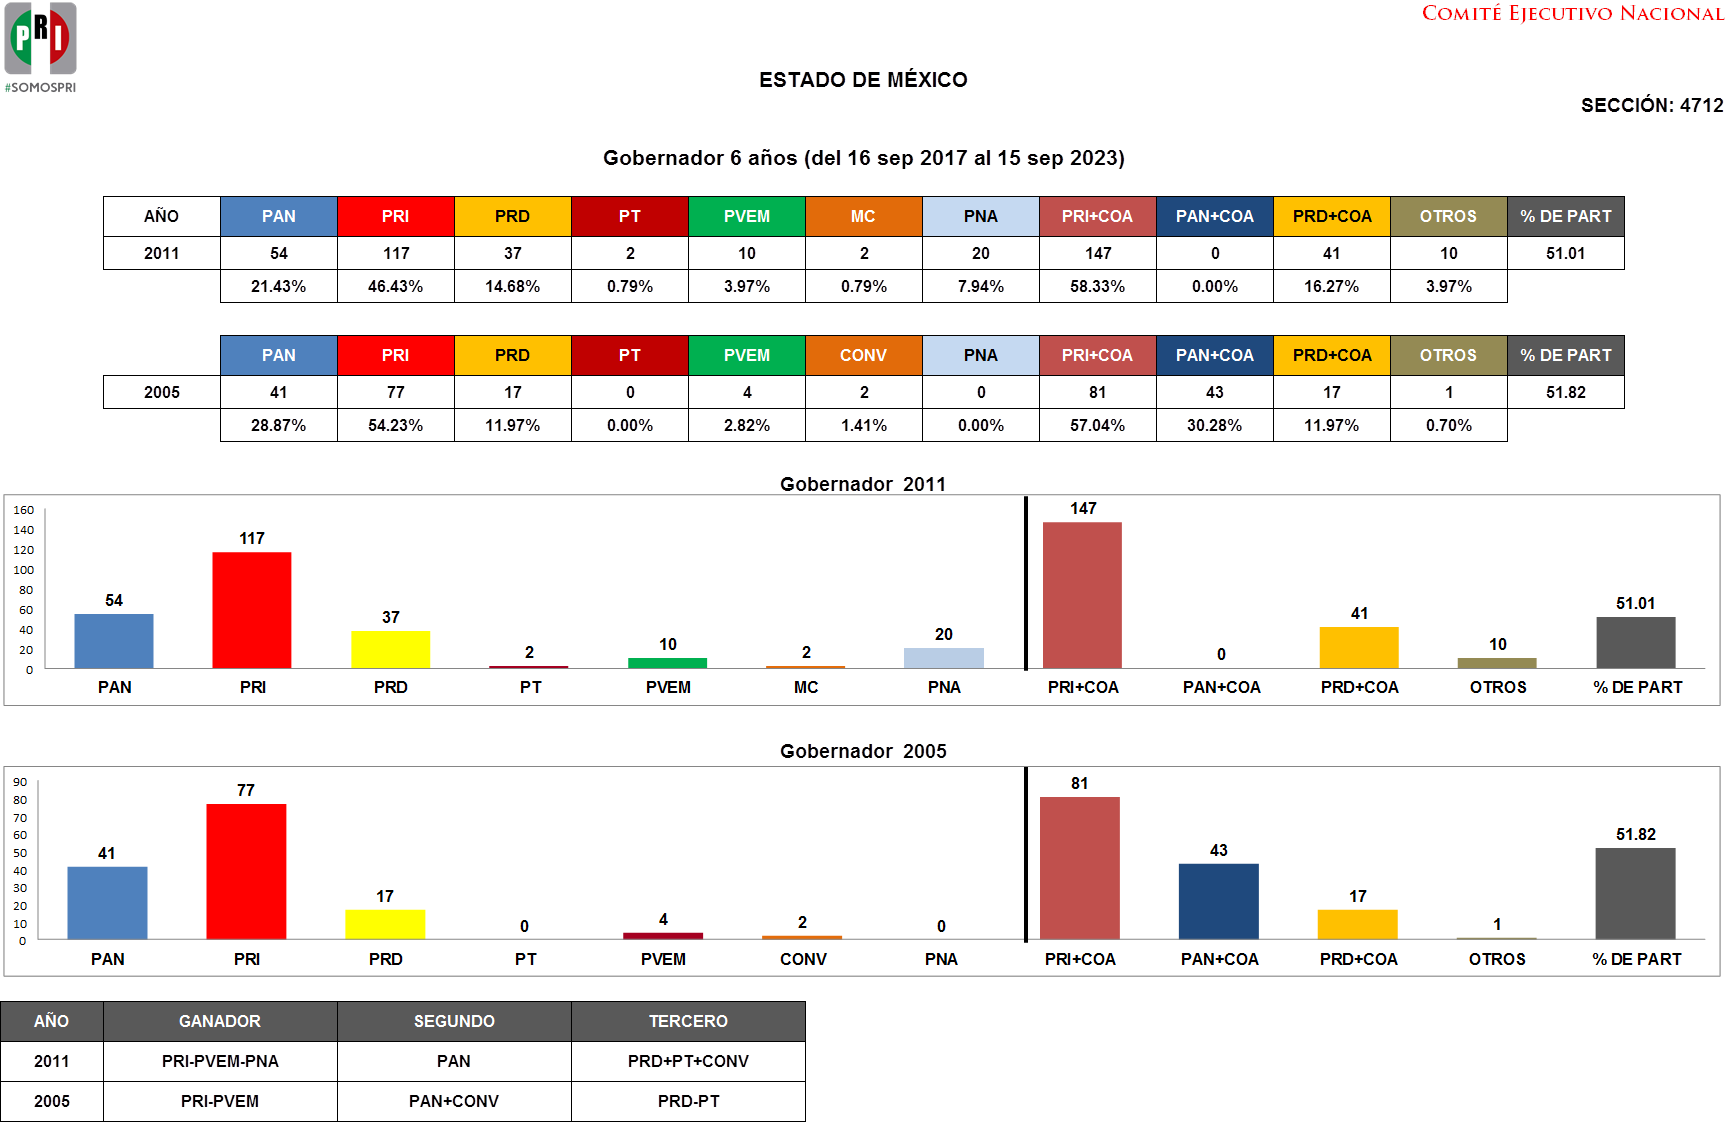 PRI
#SOMOSPRI
COMITÉ EJECUTIVO NACIONAL
ESTADO DE MÉXICO
SECCIÓN: 4712
Gobernador 6 años (del 16 sep 2017 al 15 sep 2023)
AÑO PAN PRI PRD PT PVEM MC PNA PRI+COA PAN+COA PRD+COA OTROS % DE PART
2011 54 117 37 2 10 2 20 147 0 41 10 51.01
21.43% 46.43% 14.68% 0.79% 3.97% 0.79% 7.94% 58.33% 0.00% 16.27% 3.97%
PAN PRI PRD PT PVEM CONV PNA PRI+COA PAN+COA PRD+COA OTROS % DE PART
2005 41 77 17 0 4 2 0 81 43 17 1 51.82
28.87% 54.23% 11.97% 0.00% 2.82% 1.41% 0.00% 57.04% 30.28% 11.97% 0.70%
Gobernador 2011
160
140
120
100
80
60
40
20
0
54 117 37 2 10 2 20 147 0 41 10 51.01
PAN PRI PRD PT PVEM MC PNA PRI+COA PAN+COA PRD+COA OTROS % DE PART
Gobernador 2005
90
80
70
60
50
40
30
20
10
0
41 77 17 0 4 2 0 81 43 17 1 51.82
PAN PRI PRD PT PVEM CONV PNA PRI+COA PAN+COA PRD+COA OTROS % DE PART
AÑO GANADOR SEGUNDO TERCERO
2011 PRI-PVEM-PNA PAN PRD+PT+CONV
2005 PRI-PVEM PAN+CONV PRD-PT